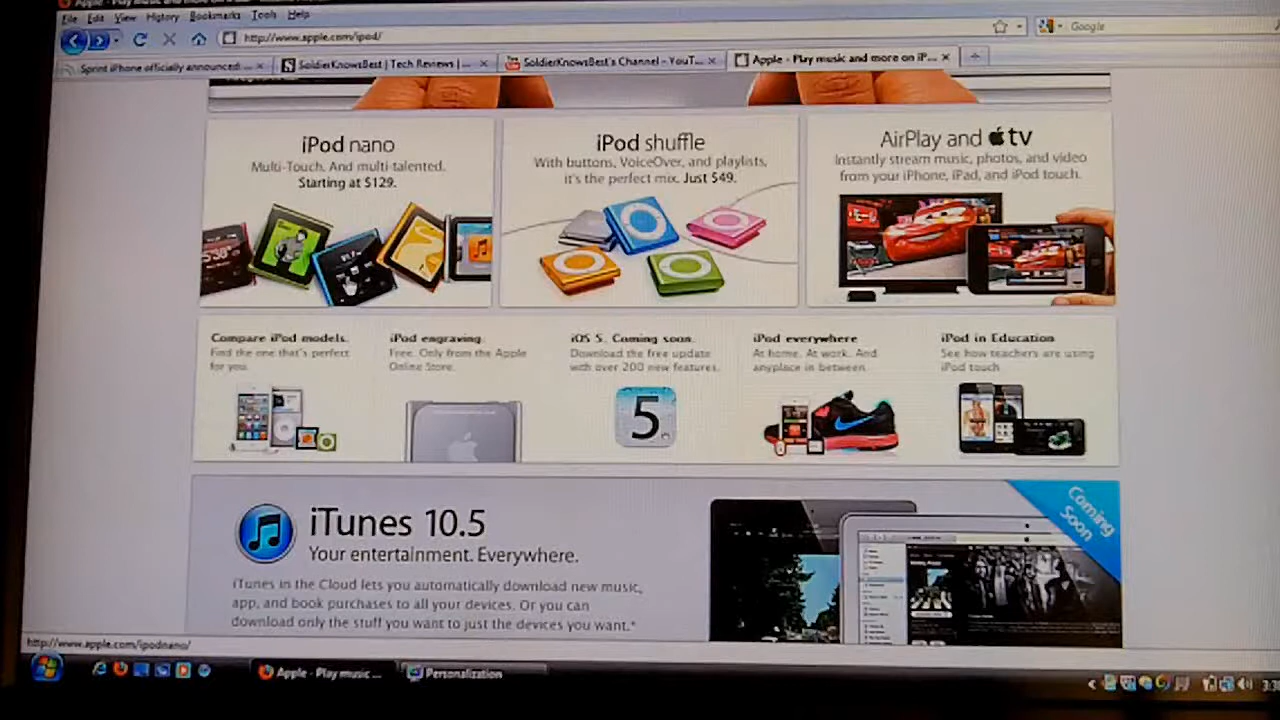 File Edit View History Bookmarks Tools Help
http://www.apple.com/ipod/
Google
Sprint iPhone officially announced:...
SoldierKnowsBest | Tech Reviews |...
SoldierKnowsBest's Channel - YouT...
Apple - Play music and more on iP...
iPod nano
Multi-Touch. And multi-talented.
Starting at $129.
iPod shuffle
With buttons, VoiceOver, and playlists,
it's the perfect mix. Just $49.
AirPlay and tv
Instantly stream music, photos, and video
from your iPhone, iPad, and iPod touch.
Compare iPod models.
Find the one that's perfect
for you.
iPod engraving.
Free. Only from the Apple
Online Store.
iOS 5. Coming soon.
Download the free update
with over 200 new features.
5
iPod everywhere
At home. At work. And
anyplace in between.
iPod in Education
See how teachers are using
iPod touch
iTunes 10.5
Your entertainment. Everywhere.
iTunes in the Cloud lets you automatically download new music,
app, and book purchases to all your devices. Or you can
download only the stuff you want to just the devices you want.*
Coming
Soon
http://www.apple.com/ipodnano/
Apple - Play music ...
Personalization